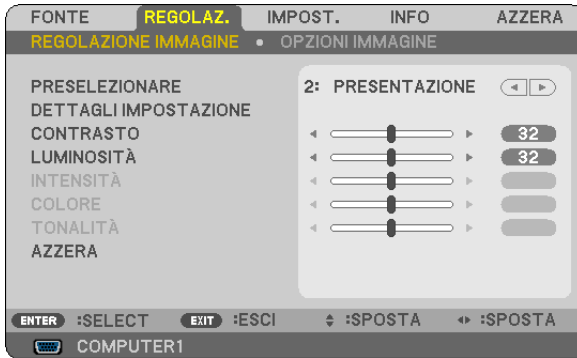 FONTE REGOLAZ. IMPOST. INFO AZZERA
REGOLAZIONE IMMAGINE • OPZIONI IMMAGINE
PRESELEZIONARE 2: PRESENTAZIONE
DETTAGLI IMPOSTAZIONE
CONTRASTO 32
LUMINOSITÀ 32
INTENSITÀ
COLORE
TONALITÀ
AZZERA
ENTER :SELECT EXIT :ESCI :SPOSTA :SPOSTA
COMPUTER1